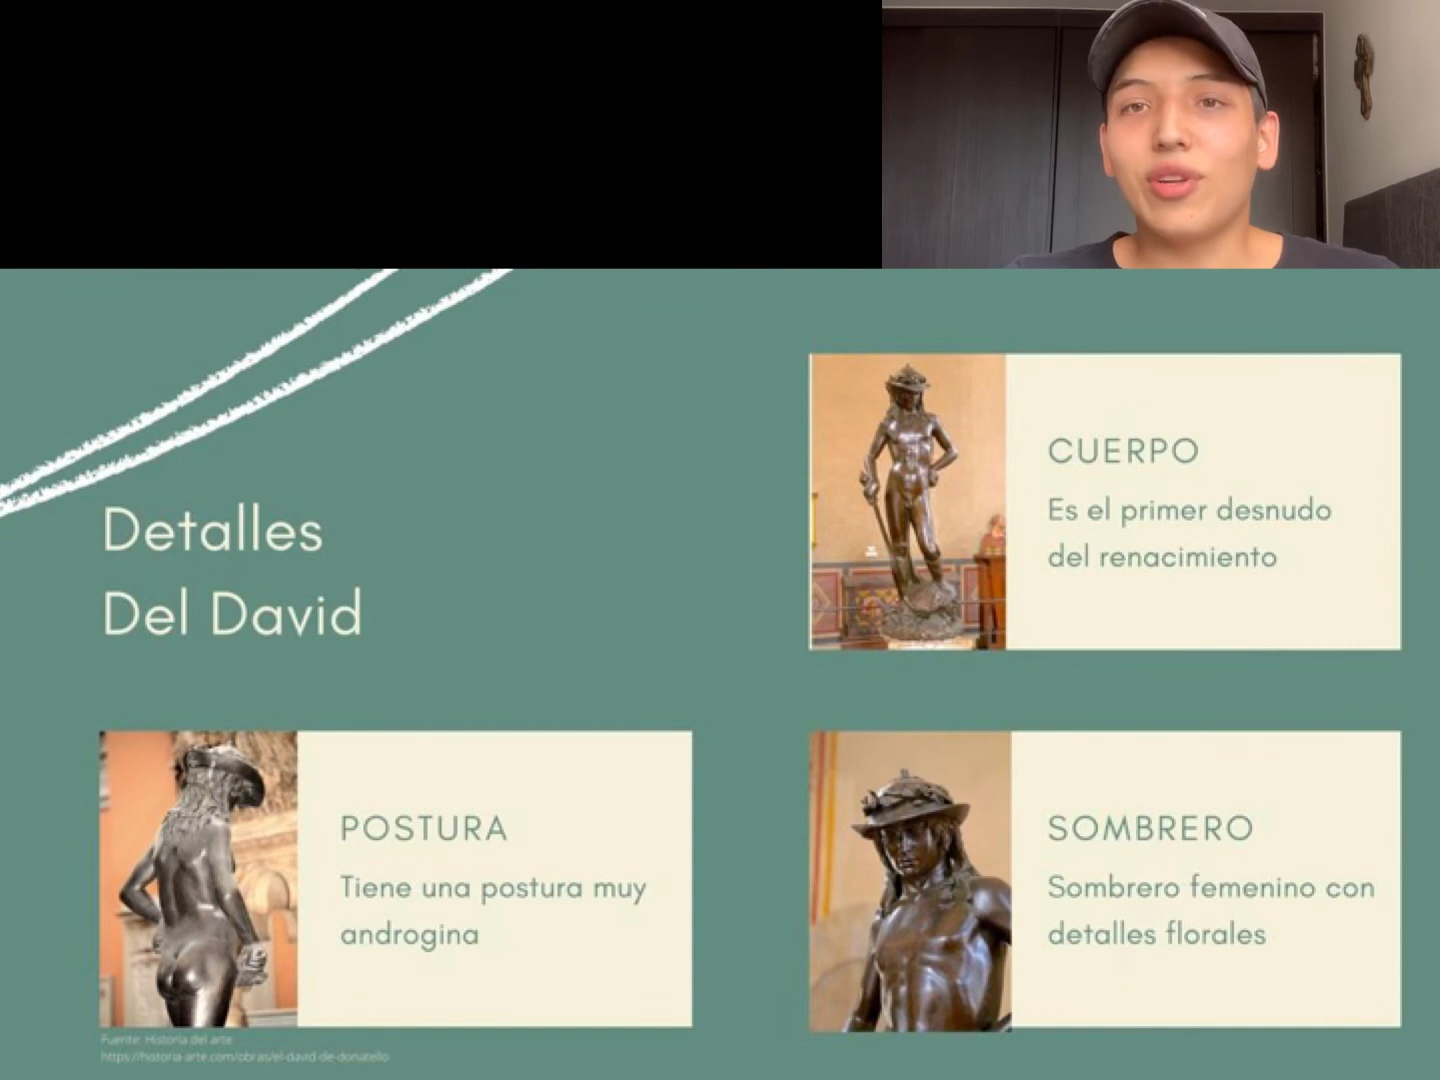 Detalles
Del David
CUERPO
Es el primer desnudo
del renacimiento
POSTURA
Tiene una postura muy
androgina
SOMBRERO
Sombrero femenino con
detalles florales
Fuente: Historia del arte
https://historia-arte.com/obras/el-david-de-donatello